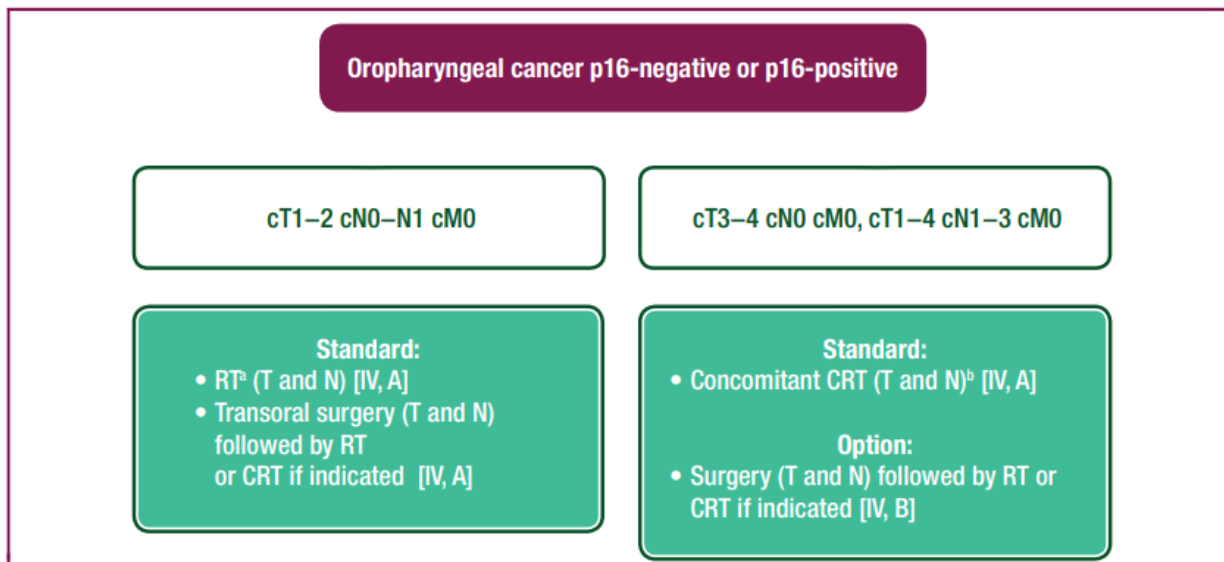 Oropharyngeal cancer p16-negative or p16-positive
cT1–2 cN0–N1 cM0
cT3–4 cN0 cM0, cT1–4 cN1–3 cM0
Standard:
• RTᵃ (T and N) [IV, A]
• Transoral surgery (T and N)
followed by RT
or CRT if indicated [IV, A]
Standard:
• Concomitant CRT (T and N)ᵇ [IV, A]
Option:
• Surgery (T and N) followed by RT or
CRT if indicated [IV, B]